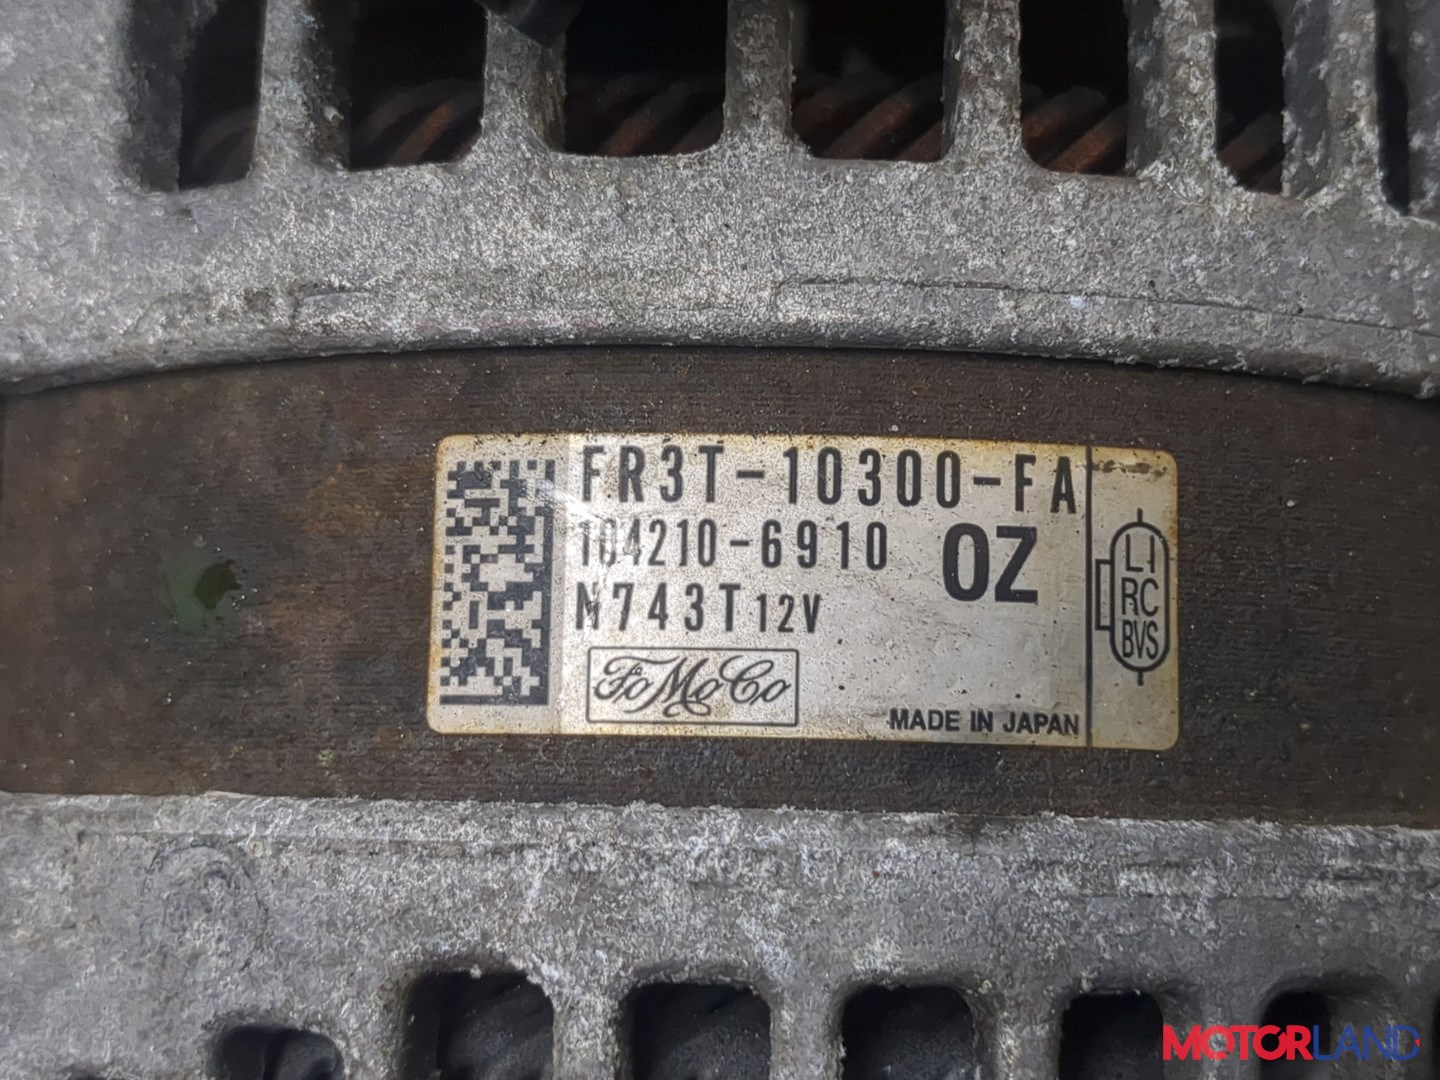 FR3T-10300-FA
104210-6910
OZ
N743T 12V
FoMoCo
MADE IN JAPAN
LI
RC
BVS
MOTORLAND